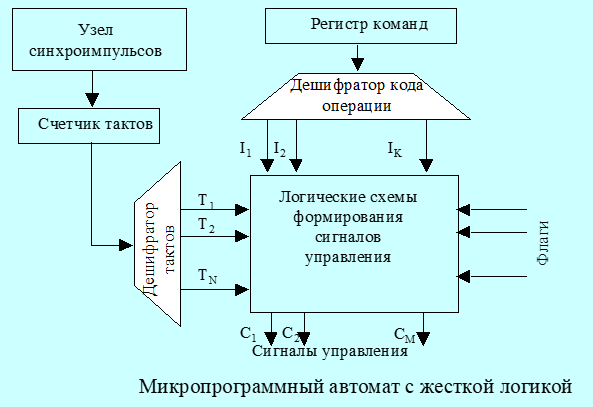 Узел
синхроимпульсов
Регистр команд
Дешифратор кода
операции
Счетчик тактов
I1 I2 IK
Дешифратор
тактов
T1
T2
TN
Логические схемы
формирования
сигналов
управления
Флаги
C1 C2 CM
Сигналы управления
Микропрограммный автомат с жесткой логикой